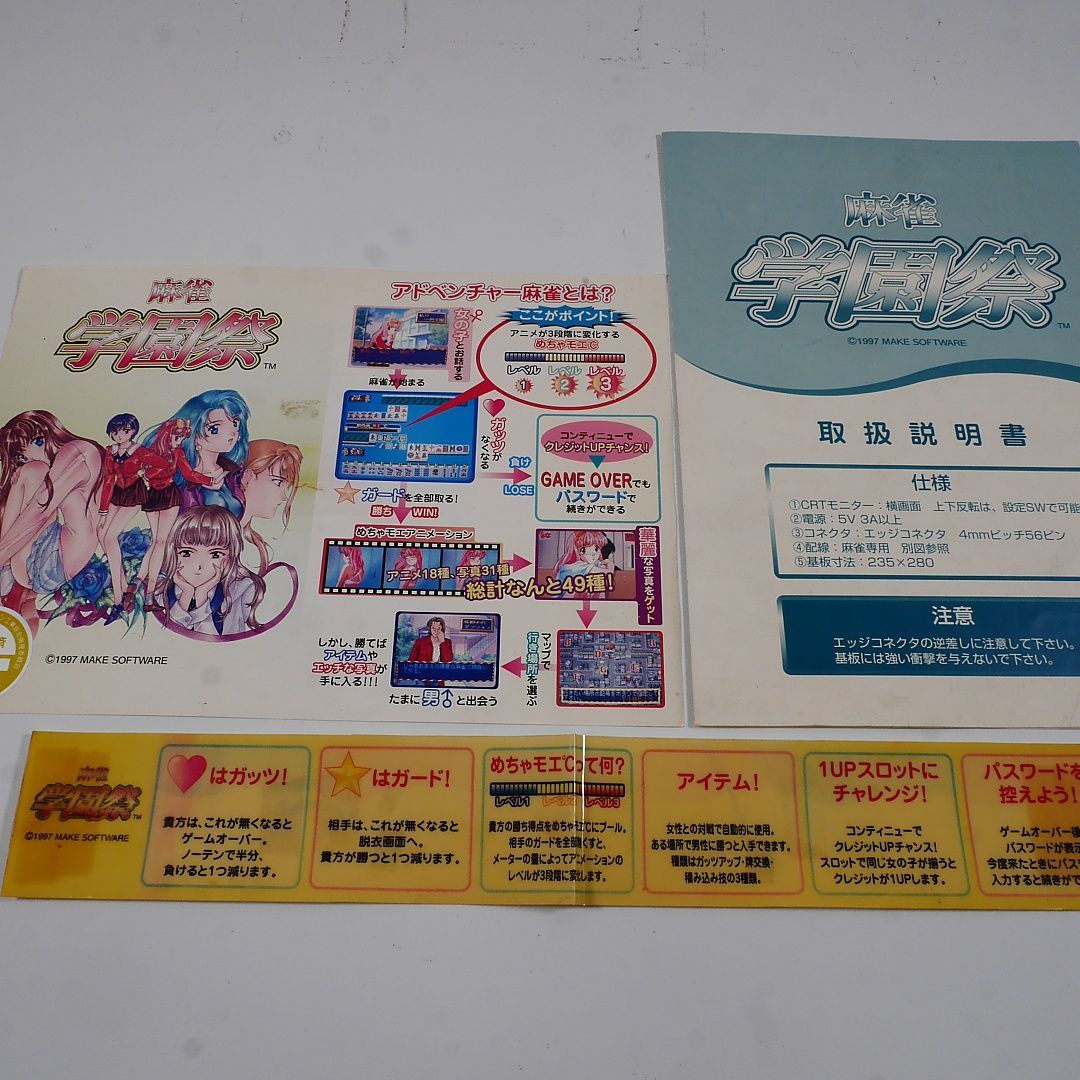 麻雀
学園祭™
©1997 MAKE SOFTWARE
アドベンチャー麻雀とは?
女の子とお話する
麻雀が始まる
ここがポイント!
アニメが3段階に変化する
めちゃモエ℃
レベル1
レベル2
レベル3
ガッツがなくなる
負け
LOSE
コンティニューで
クレジットUPチャンス!
GAME OVERでも
パスワードで
続きができる
ガードを全部取る!
勝ち WIN!
めちゃモエアニメーション
アニメ18種、写真31種
総計なんと49種!
華麗な写真をゲット
マップで
行き場所を選ぶ
しかし、勝てば
アイテムや
エッチな写真が
手に入る!!!
たまに男♂と出会う
麻雀
学園祭™
©1997 MAKE SOFTWARE
取扱説明書
仕様
①CRTモニター:横画面 上下反転は、設定SWで可能
②電源:5V 3A以上
③コネクタ:エッジコネクタ 4mmピッチ56ピン
④配線:麻雀専用 別図参照
⑤基板寸法:235×280
注意
エッジコネクタの逆差しに注意して下さい。
基板には強い衝撃を与えないで下さい。
麻雀
学園祭™
©1997 MAKE SOFTWARE
はガッツ!
貴方は、これが無くなると
ゲームオーバー。
ノーテンで半分、
負けると1つ減ります。
はガード!
相手は、これが無くなると
脱衣画面へ。
貴方が勝つと1つ減ります。
めちゃモエ℃って何?
レベル1 レベル2 レベル3
貴方の勝ち得点をめちゃモエ℃にプール。
相手のガードを全部無くすと、
メーターの量によってアニメーションの
レベルが3段階に変化します。
アイテム!
女性との対戦で自動的に使用。
ある場所で男性に勝つと入手できます。
種類はガッツアップ・牌交換・
積み込み技の3種類。
1UPスロットに
チャレンジ!
コンティニューで
クレジットUPチャンス!
スロットで同じ女の子が揃うと
クレジットが1UPします。
パスワードを
控えよう!
ゲームオーバー
パスワードが表示
今度来たときにパス
入力すると続きがで